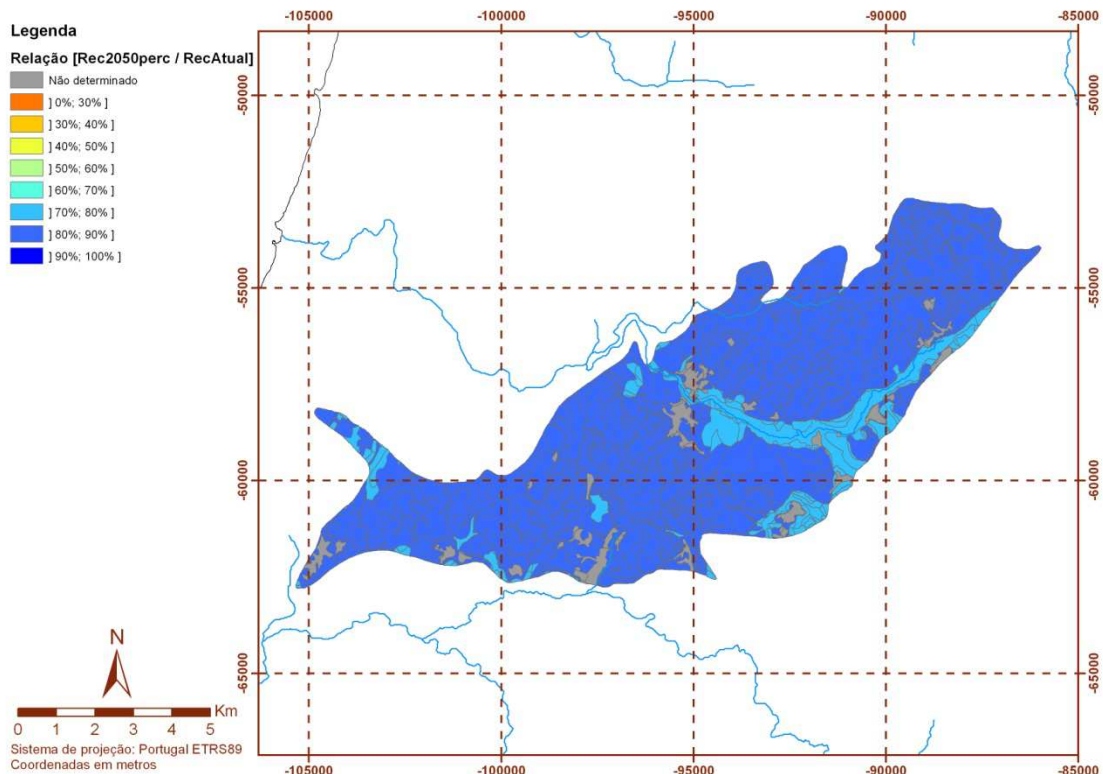 Legenda
Relação [Rec2050perc / RecAtual]
Não determinado
] 0%; 30% ]
] 30%; 40% ]
] 40%; 50% ]
] 50%; 60% ]
] 60%; 70% ]
] 70%; 80% ]
] 80%; 90% ]
] 90%; 100% ]
-105000 -100000 -95000 -90000 -85000
-50000 -50000
-55000 -55000
-60000 -60000
-65000 -65000
-105000 -100000 -95000 -90000 -85000
N
Km
0 1 2 3 4 5
Sistema de projeção: Portugal ETRS89
Coordenadas em metros